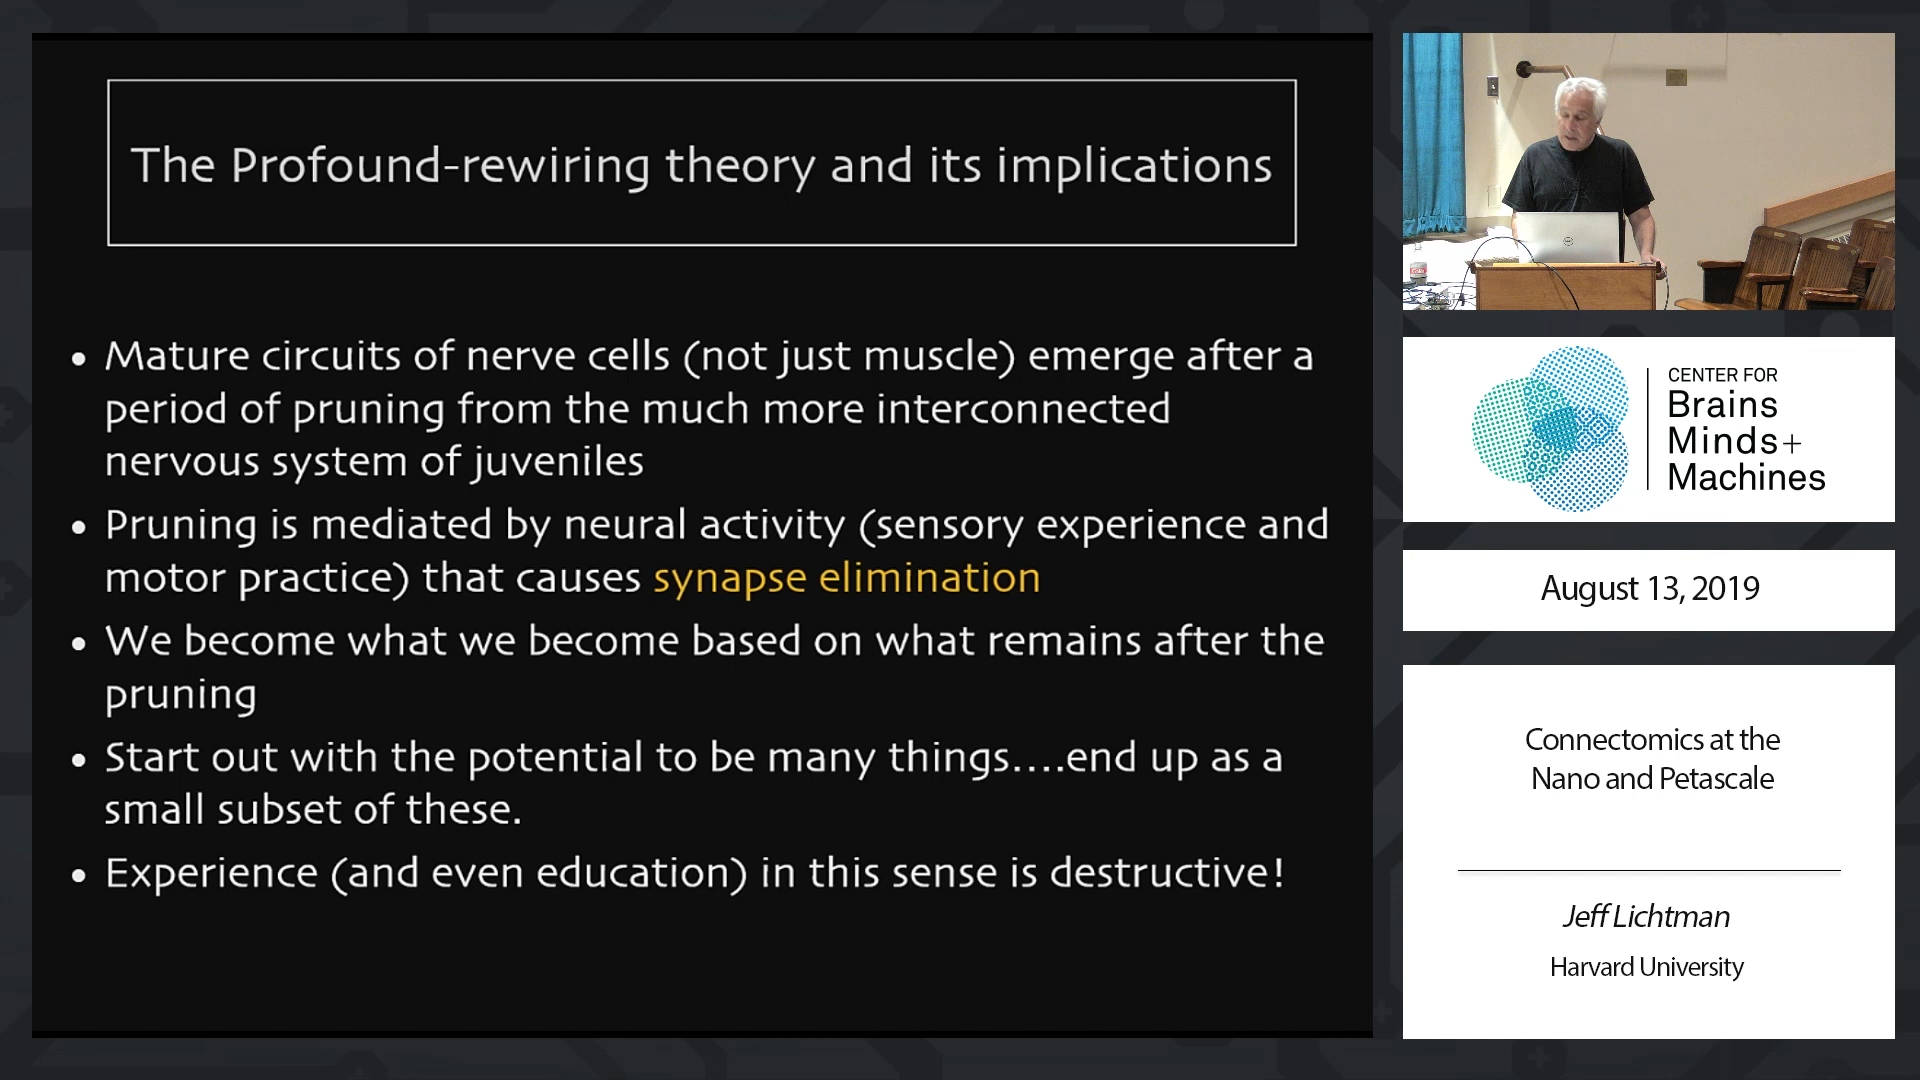 The Profound-rewiring theory and its implications
• Mature circuits of nerve cells (not just muscle) emerge after a
period of pruning from the much more interconnected
nervous system of juveniles
• Pruning is mediated by neural activity (sensory experience and
motor practice) that causes synapse elimination
• We become what we become based on what remains after the
pruning
• Start out with the potential to be many things....end up as a
small subset of these.
• Experience (and even education) in this sense is destructive!
CENTER FOR
Brains
Minds+
Machines
August 13, 2019
Connectomics at the
Nano and Petascale
Jeff Lichtman
Harvard University